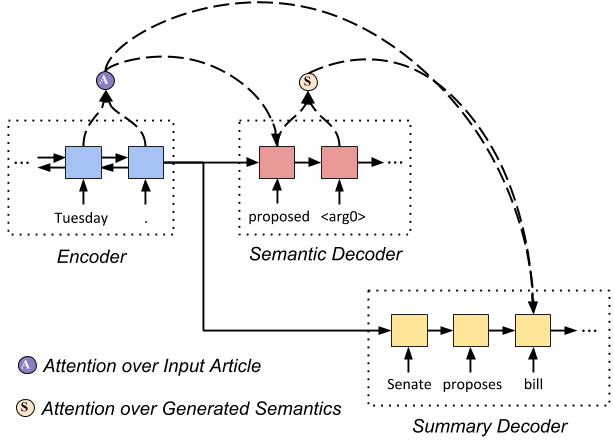 A
S
...
...
Tuesday
.
proposed
<arg0>
Encoder
Semantic Decoder
...
Senate
proposes
bill
Summary Decoder
A Attention over Input Article
S Attention over Generated Semantics